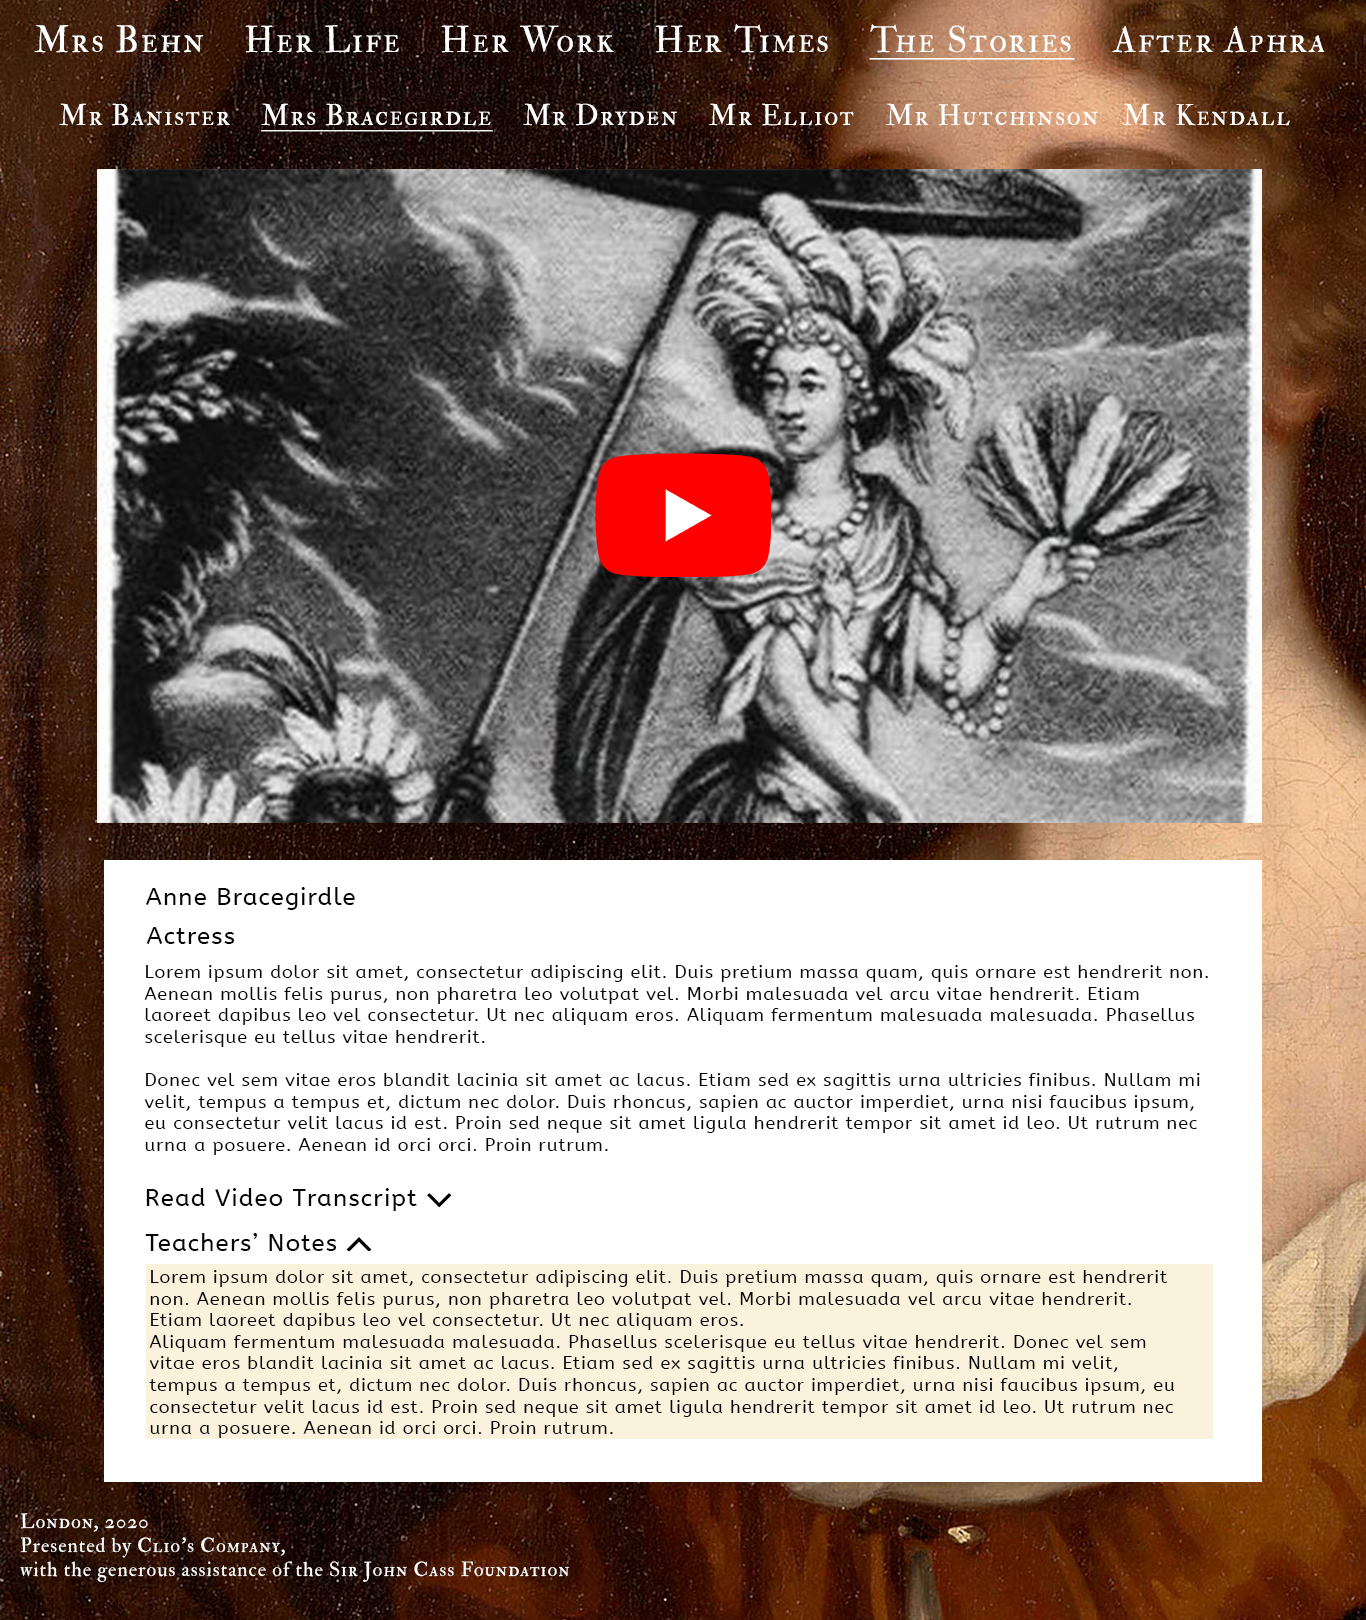 Mrs Behn Her Life Her Work Her Times The Stories After Aphra
Mr Banister Mrs Bracegirdle Mr Dryden Mr Elliot Mr Hutchinson Mr Kendall
Anne Bracegirdle
Actress
Lorem ipsum dolor sit amet, consectetur adipiscing elit. Duis pretium massa quam, quis ornare est hendrerit non.
Aenean mollis felis purus, non pharetra leo volutpat vel. Morbi malesuada vel arcu vitae hendrerit. Etiam
laoreet dapibus leo vel consectetur. Ut nec aliquam eros. Aliquam fermentum malesuada malesuada. Phasellus
scelerisque eu tellus vitae hendrerit.
Donec vel sem vitae eros blandit lacinia sit amet ac lacus. Etiam sed ex sagittis urna ultricies finibus. Nullam mi
velit, tempus a tempus et, dictum nec dolor. Duis rhoncus, sapien ac auctor imperdiet, urna nisi faucibus ipsum,
eu consectetur velit lacus id est. Proin sed neque sit amet ligula hendrerit tempor sit amet id leo. Ut rutrum nec
urna a posuere. Aenean id orci orci. Proin rutrum.
Read Video Transcript
Teachers’ Notes
Lorem ipsum dolor sit amet, consectetur adipiscing elit. Duis pretium massa quam, quis ornare est hendrerit
non. Aenean mollis felis purus, non pharetra leo volutpat vel. Morbi malesuada vel arcu vitae hendrerit.
Etiam laoreet dapibus leo vel consectetur. Ut nec aliquam eros.
Aliquam fermentum malesuada malesuada. Phasellus scelerisque eu tellus vitae hendrerit. Donec vel sem
vitae eros blandit lacinia sit amet ac lacus. Etiam sed ex sagittis urna ultricies finibus. Nullam mi velit,
tempus a tempus et, dictum nec dolor. Duis rhoncus, sapien ac auctor imperdiet, urna nisi faucibus ipsum, eu
consectetur velit lacus id est. Proin sed neque sit amet ligula hendrerit tempor sit amet id leo. Ut rutrum nec
urna a posuere. Aenean id orci orci. Proin rutrum.
London, 2020
Presented by Clio’s Company,
with the generous assistance of the Sir John Cass Foundation